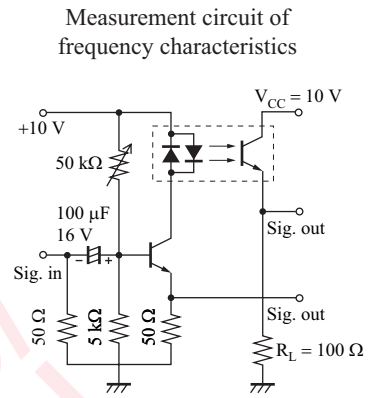 Measurement circuit of
frequency characteristics
V_CC = 10 V
+10 V
50 kΩ
100 μF
16 V
Sig. out
- +
Sig. in
Sig. out
50 Ω
5 kΩ
50 Ω
R_L = 100 Ω